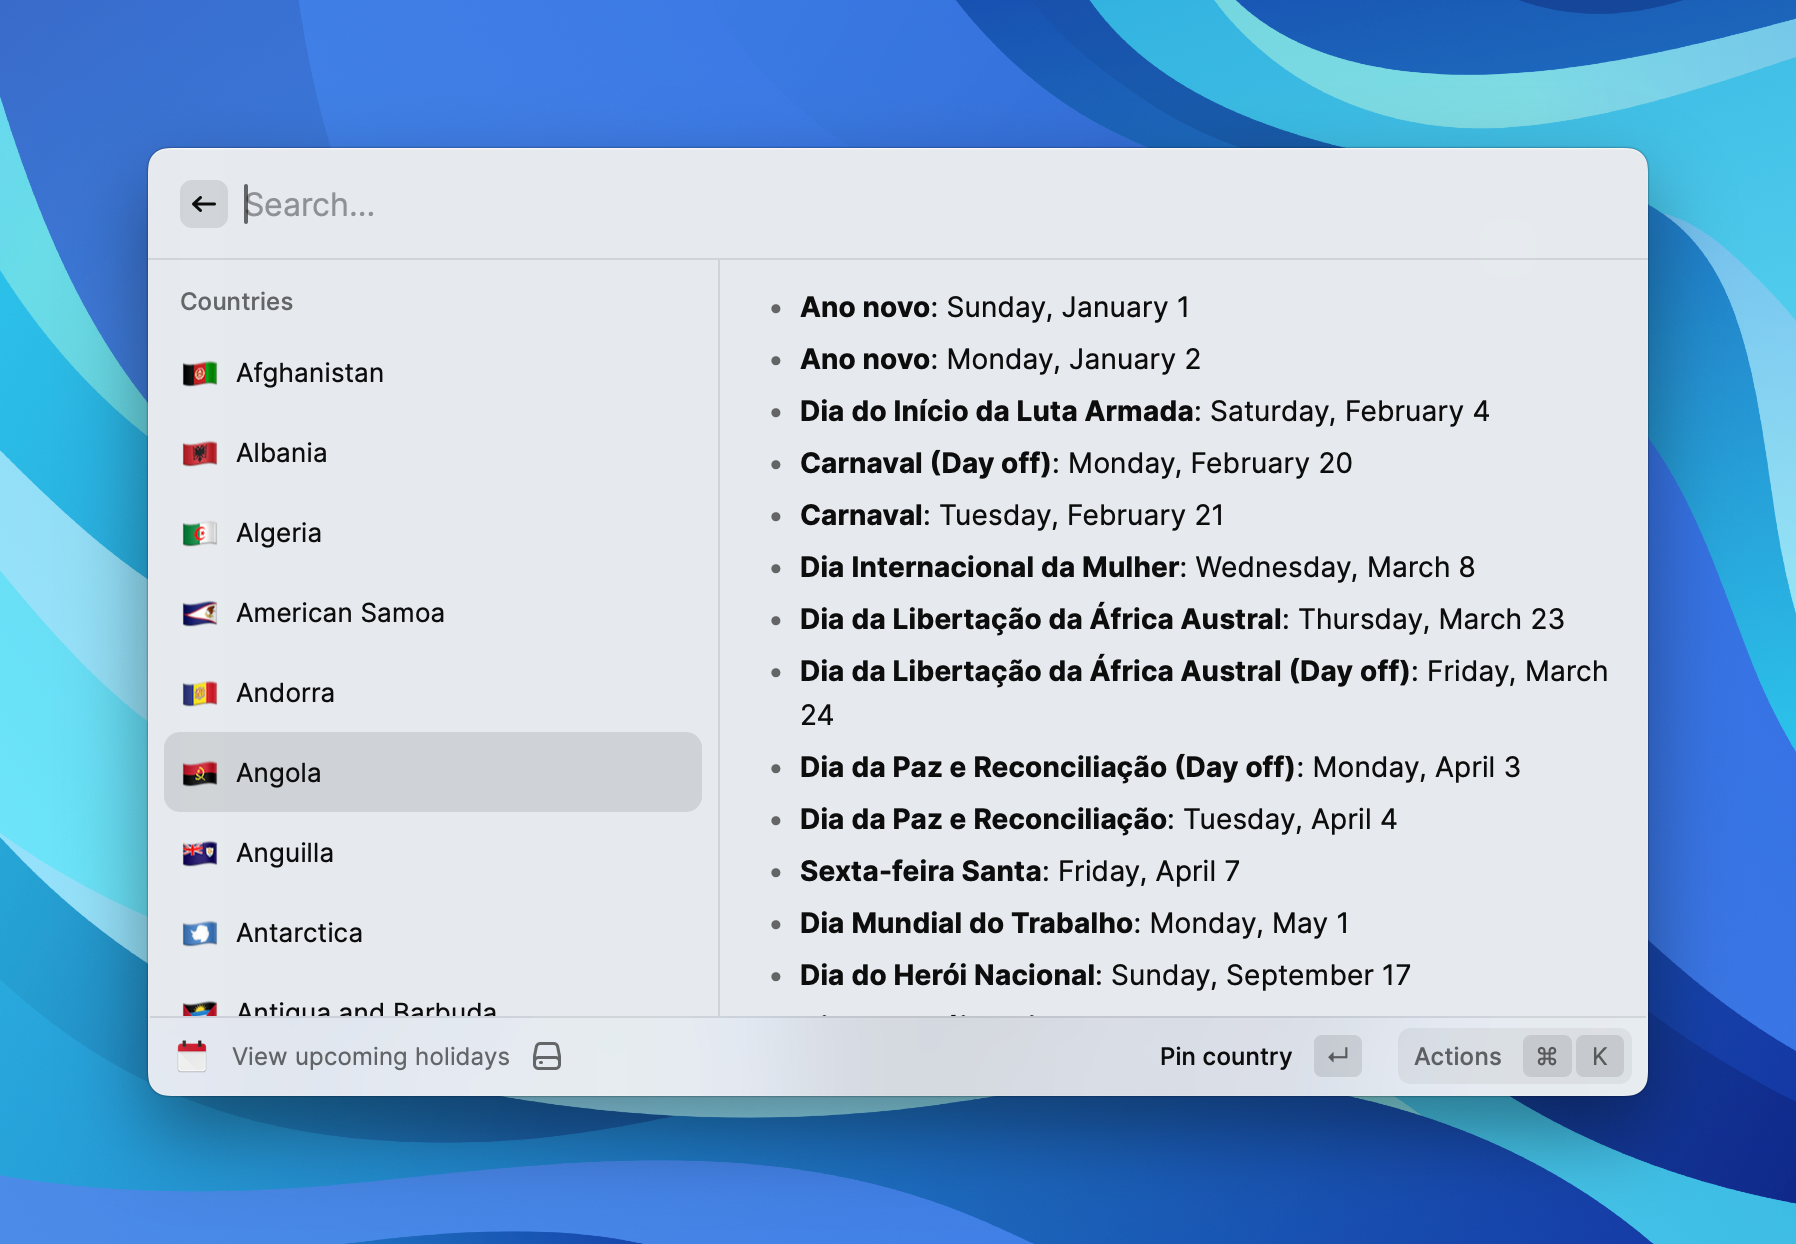 Search...
Countries
Afghanistan
Albania
Algeria
American Samoa
Andorra
Angola
Anguilla
Antarctica
Antigua and Barbuda
Ano novo: Sunday, January 1
Ano novo: Monday, January 2
Dia do Início da Luta Armada: Saturday, February 4
Carnaval (Day off): Monday, February 20
Carnaval: Tuesday, February 21
Dia Internacional da Mulher: Wednesday, March 8
Dia da Libertação da África Austral: Thursday, March 23
Dia da Libertação da África Austral (Day off): Friday, March
24
Dia da Paz e Reconciliação (Day off): Monday, April 3
Dia da Paz e Reconciliação: Tuesday, April 4
Sexta-feira Santa: Friday, April 7
Dia Mundial do Trabalho: Monday, May 1
Dia do Herói Nacional: Sunday, September 17
View upcoming holidays
Pin country ↵
Actions ⌘ K